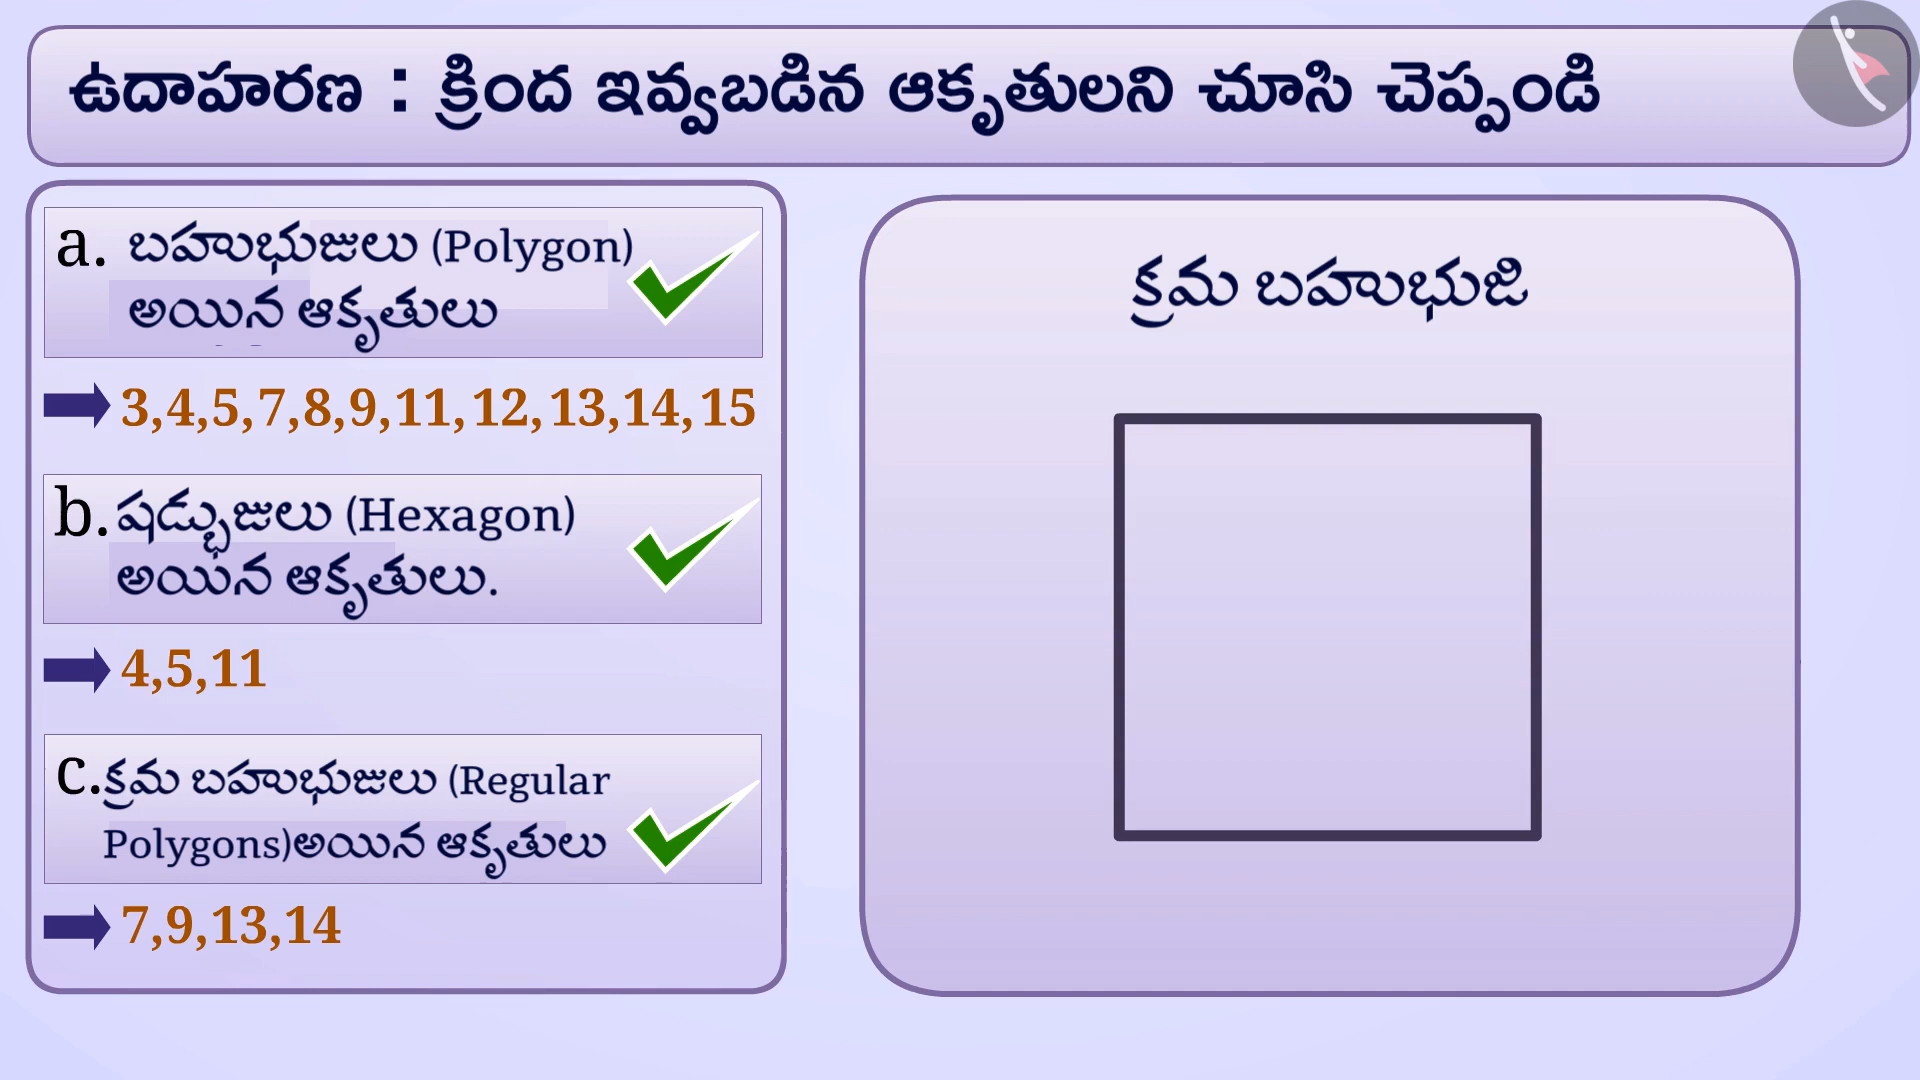 ఉదాహరణ : క్రింద ఇవ్వబడిన ఆకృతులని చూసి చెప్పండి
a. బహుభుజులు (Polygon)
అయిన ఆకృతులు
3,4,5,7,8,9,11,12,13,14,15
b. షడ్భుజులు (Hexagon)
అయిన ఆకృతులు.
4,5,11
c. క్రమ బహుభుజులు (Regular
Polygons)అయిన ఆకృతులు
7,9,13,14
క్రమ బహుభుజి